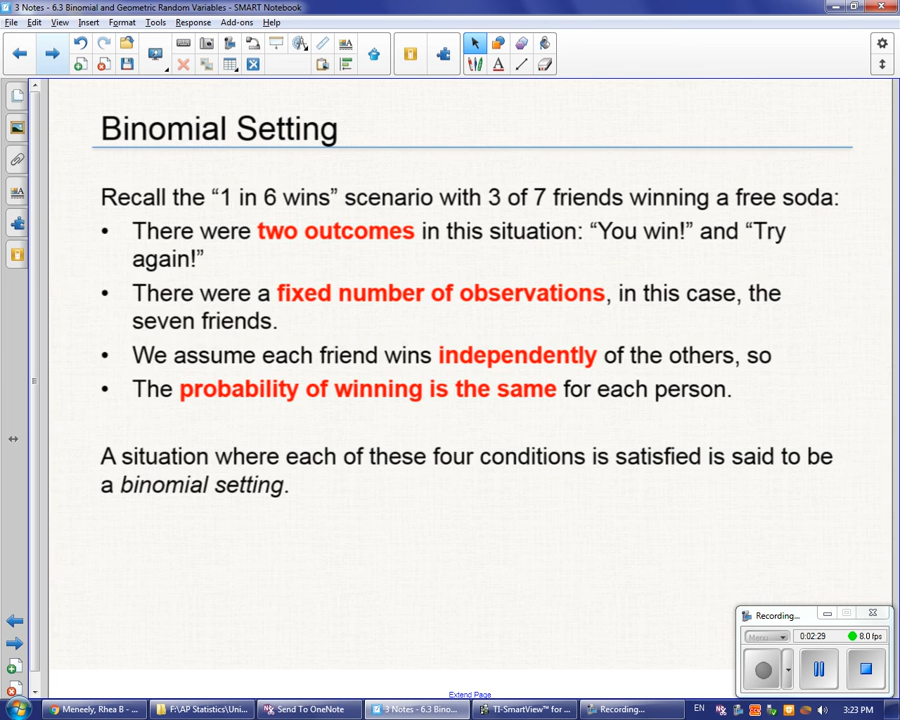 3 Notes - 6.3 Binomial and Geometric Random Variables - SMART Notebook
File Edit View Insert Format Tools Response Add-ons Help
Binomial Setting
Recall the “1 in 6 wins” scenario with 3 of 7 friends winning a free soda:
• There were two outcomes in this situation: “You win!” and “Try
again!”
• There were a fixed number of observations, in this case, the
seven friends.
• We assume each friend wins independently of the others, so
• The probability of winning is the same for each person.
A situation where each of these four conditions is satisfied is said to be
a binomial setting.
Recording...
Menu 0:02:29 8.0 fps
Extend Page
Meneely, Rhea B - ... F:\AP Statistics\Uni... Send To OneNote 3 Notes - 6.3 Bino... TI-SmartView™ for ... Recording... EN 3:23 PM